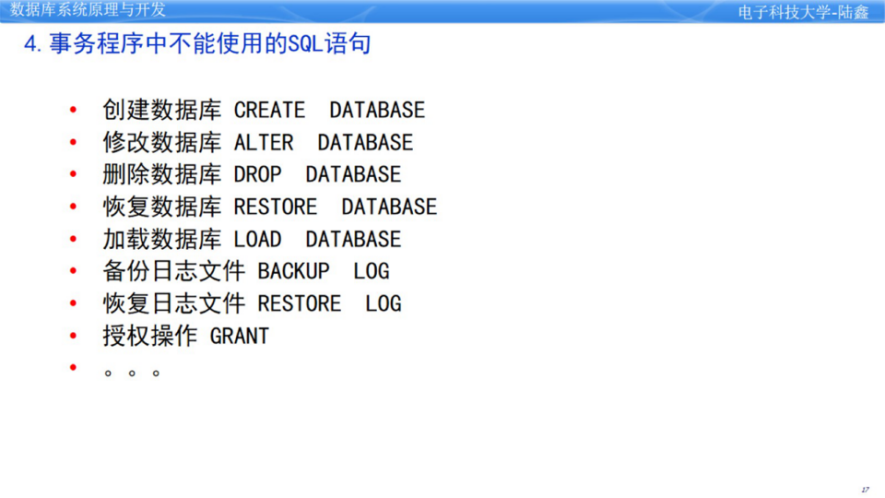 数据库系统原理与开发
电子科技大学-陆鑫
4. 事务程序中不能使用的SQL语句
• 创建数据库 CREATE DATABASE
• 修改数据库 ALTER DATABASE
• 删除数据库 DROP DATABASE
• 恢复数据库 RESTORE DATABASE
• 加载数据库 LOAD DATABASE
• 备份日志文件 BACKUP LOG
• 恢复日志文件 RESTORE LOG
• 授权操作 GRANT
• 。。。
17